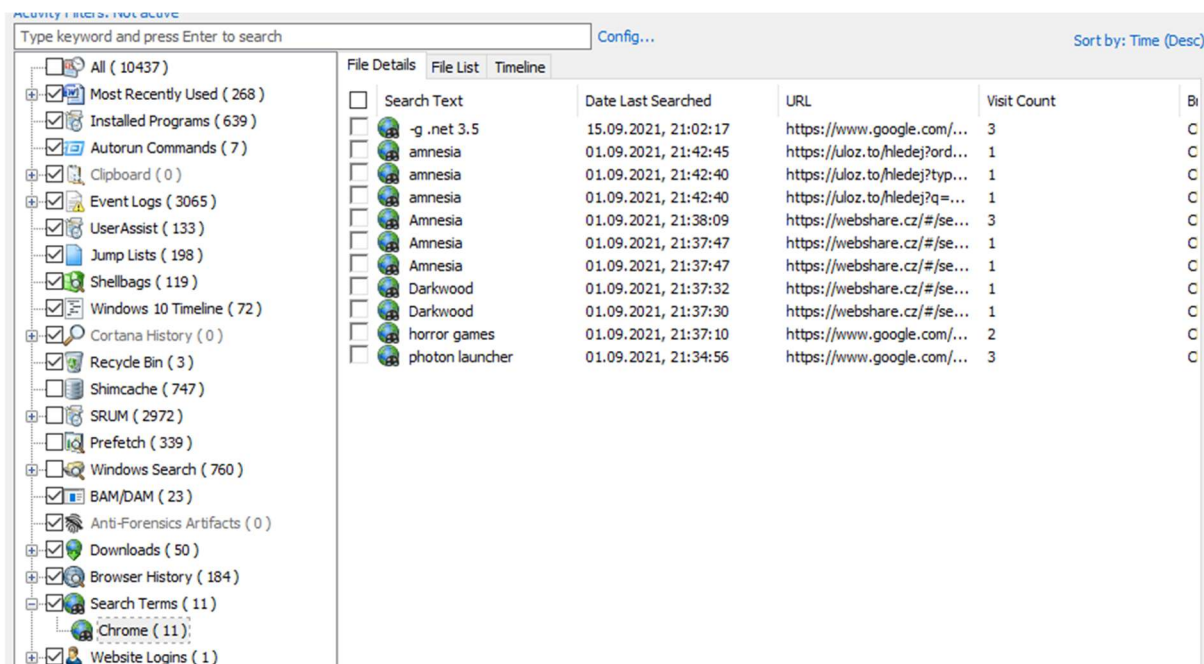 Activity Filters: Not active
Type keyword and press Enter to search
Config...
Sort by: Time (Desc)
All ( 10437 )
Most Recently Used ( 268 )
Installed Programs ( 639 )
Autorun Commands ( 7 )
Clipboard ( 0 )
Event Logs ( 3065 )
UserAssist ( 133 )
Jump Lists ( 198 )
Shellbags ( 119 )
Windows 10 Timeline ( 72 )
Cortana History ( 0 )
Recycle Bin ( 3 )
Shimcache ( 747 )
SRUM ( 2972 )
Prefetch ( 339 )
Windows Search ( 760 )
BAM/DAM ( 23 )
Anti-Forensics Artifacts ( 0 )
Downloads ( 50 )
Browser History ( 184 )
Search Terms ( 11 )
Chrome ( 11 )
Website Logins ( 1 )
File Details File List Timeline
Search Text Date Last Searched URL Visit Count
-g .net 3.5 15.09.2021, 21:02:17 https://www.google.com/... 3
amnesia 01.09.2021, 21:42:45 https://uloz.to/hledej?ord... 1
amnesia 01.09.2021, 21:42:40 https://uloz.to/hledej?typ... 1
amnesia 01.09.2021, 21:42:40 https://uloz.to/hledej?q=... 1
Amnesia 01.09.2021, 21:38:09 https://webshare.cz/#/se... 3
Amnesia 01.09.2021, 21:37:47 https://webshare.cz/#/se... 1
Amnesia 01.09.2021, 21:37:47 https://webshare.cz/#/se... 1
Darkwood 01.09.2021, 21:37:32 https://webshare.cz/#/se... 1
Darkwood 01.09.2021, 21:37:30 https://webshare.cz/#/se... 1
horror games 01.09.2021, 21:37:10 https://www.google.com/... 2
photon launcher 01.09.2021, 21:34:56 https://www.google.com/... 3